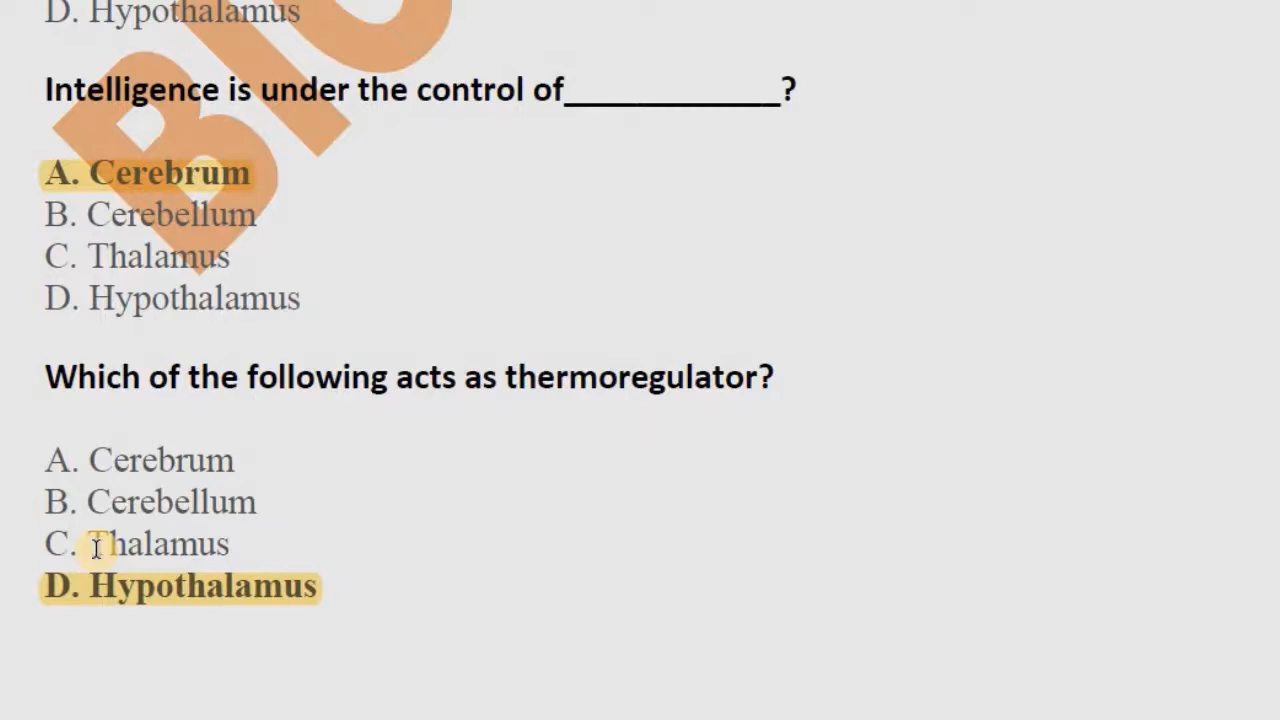 D. Hypothalamus
Intelligence is under the control of____________?
A. Cerebrum
B. Cerebellum
C. Thalamus
D. Hypothalamus
Which of the following acts as thermoregulator?
A. Cerebrum
B. Cerebellum
C. Thalamus
D. Hypothalamus